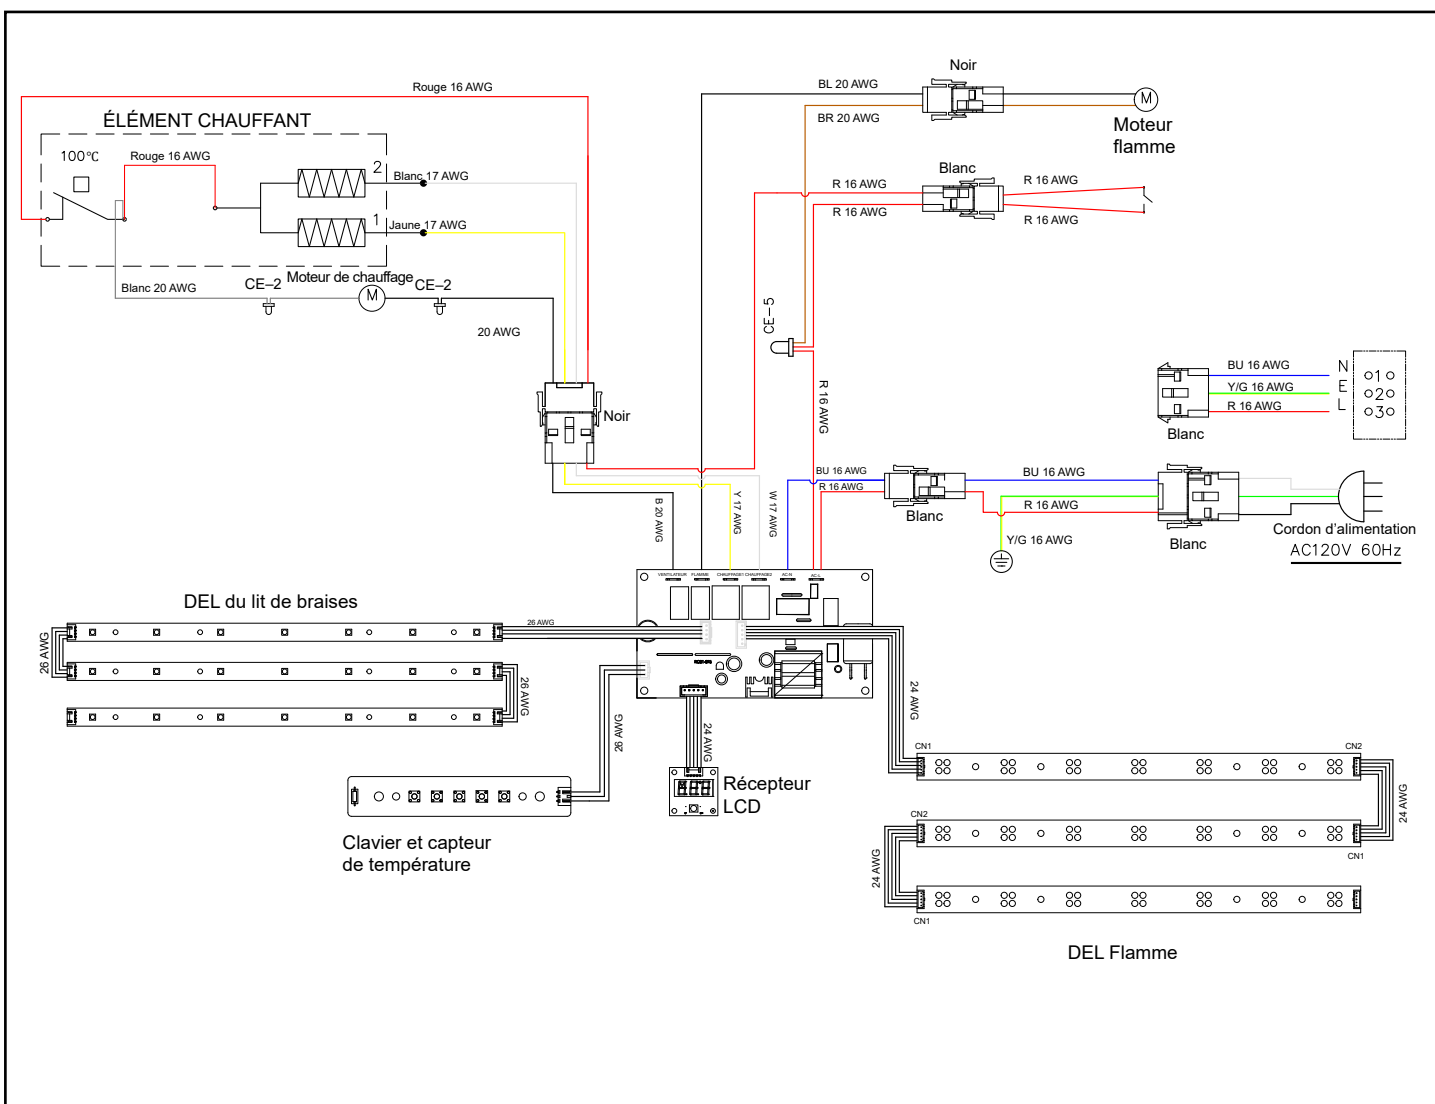 Rouge 16 AWG
ÉLÉMENT CHAUFFANT
100°C
Rouge 16 AWG
2
Blanc 17 AWG
1
Jaune 17 AWG
Moteur de chauffage
Blanc 20 AWG
CE-2
M
CE-2
20 AWG
Noir
BL 20 AWG
BR 20 AWG
Noir
M
Moteur
flamme
Blanc
R 16 AWG
R 16 AWG
R 16 AWG
R 16 AWG
CE-5
R 16 AWG
BU 16 AWG
Y/G 16 AWG
R 16 AWG
N
E
L
1
2
3
Blanc
BU 16 AWG
R 16 AWG
Blanc
BU 16 AWG
R 16 AWG
Y/G 16 AWG
Blanc
Cordon d'alimentation
AC120V 60Hz
B 20 AWG
Y 17 AWG
W 17 AWG
VENTILATEUR
FLAMME
CHAUFFAGE1
CHAUFFAGE2
AC-N
AC-L
DEL du lit de braises
26 AWG
26 AWG
26 AWG
26 AWG
24 AWG
24 AWG
Récepteur
LCD
Clavier et capteur
de température
CN1
CN2
24 AWG
CN2
CN1
24 AWG
CN1
DEL Flamme